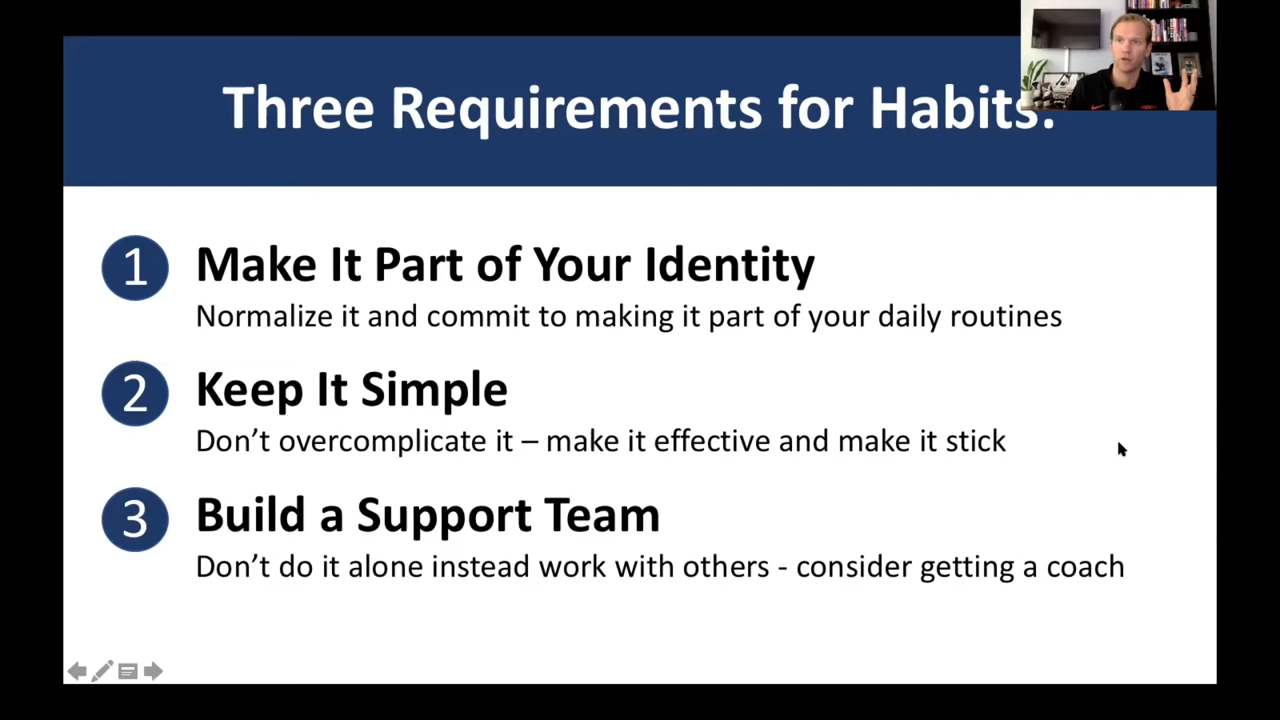 Three Requirements for Habits:
1 Make It Part of Your Identity
Normalize it and commit to making it part of your daily routines
2 Keep It Simple
Don’t overcomplicate it – make it effective and make it stick
3 Build a Support Team
Don’t do it alone instead work with others - consider getting a coach